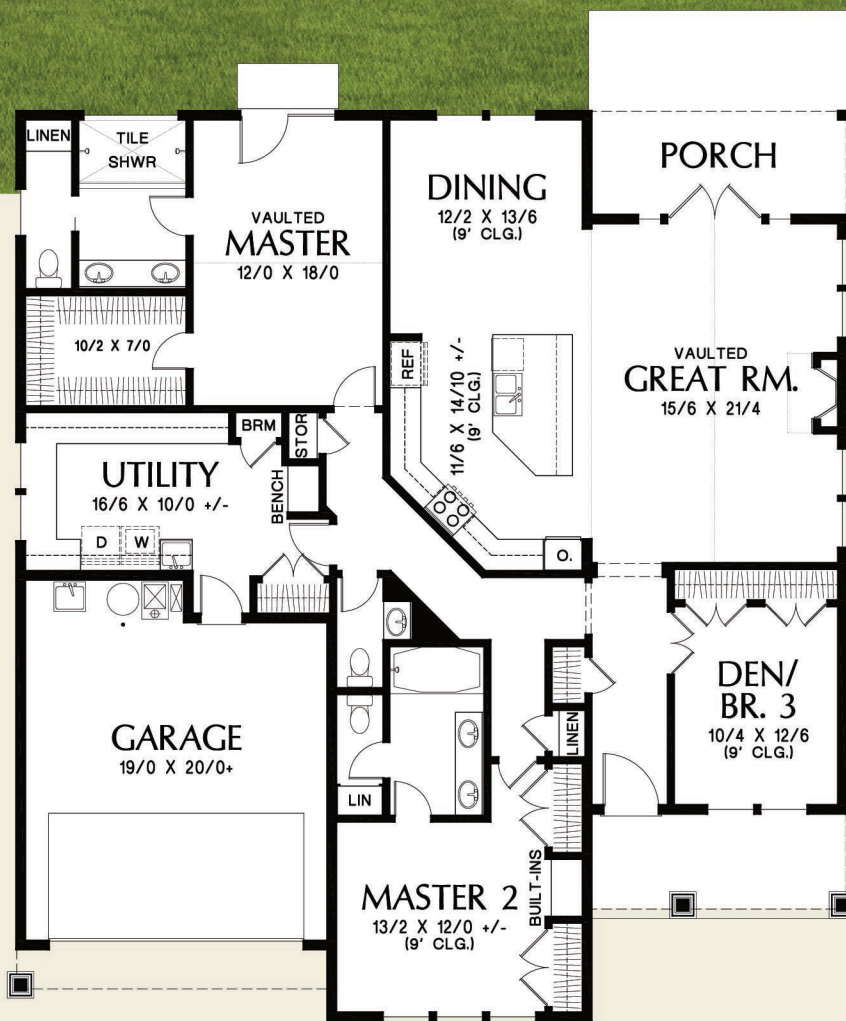 LINEN
TILE
SHWR
VAULTED
MASTER
12/0 X 18/0
DINING
12/2 X 13/6
(9' CLG.)
PORCH
10/2 X 7/0
REF
11/6 X 14/10 +/-
(9' CLG.)
VAULTED
GREAT RM.
15/6 X 21/4
BRM
STOR
UTILITY
16/6 X 10/0 +/-
BENCH
D
W
O.
GARAGE
19/0 X 20/0+
LIN
LINEN
DEN/
BR. 3
10/4 X 12/6
(9' CLG.)
MASTER 2
13/2 X 12/0 +/-
(9' CLG.)
BUILT-INS